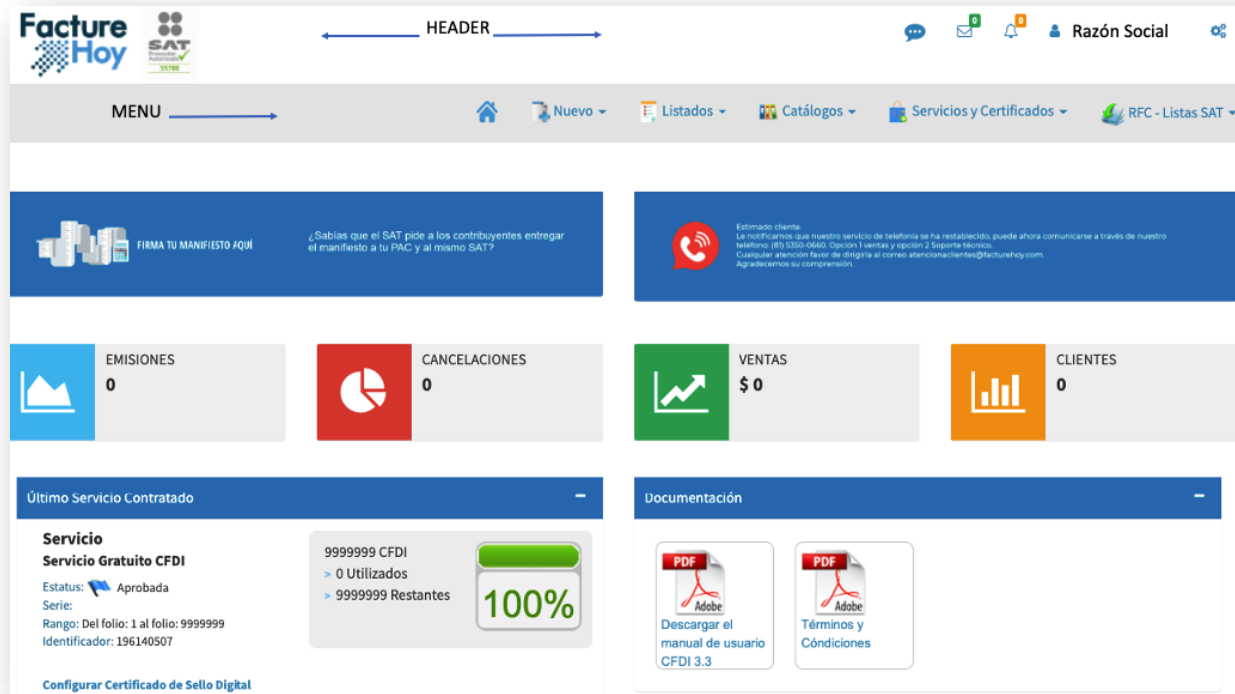 Facture
Hoy
SAT
Proveedor
Autorizado
55788
HEADER
0
0
Razón Social
MENU
Nuevo
Listados
Catálogos
Servicios y Certificados
RFC - Listas SAT
FIRMA TU MANIFIESTO AQUÍ
¿Sabías que el SAT pide a los contribuyentes entregar
el manifiesto a tu PAC y al mismo SAT?
Estimado cliente.
Le notificamos que nuestro servicio de telefonía se ha restablecido, puede ahora comunicarse a través de nuestro
teléfono: (81) 5350-0660. Opción 1 ventas y opción 2 Soporte técnico.
Cualquier atención favor de dirigirla al correo atencionaclientes@facturehoy.com.
Agradecemos su comprensión.
EMISIONES
0
CANCELACIONES
0
VENTAS
$ 0
CLIENTES
0
Último Servicio Contratado
Servicio
Servicio Gratuito CFDI
Estatus: Aprobada
Serie:
Rango: Del folio: 1 al folio: 9999999
Identificador: 196140507
Configurar Certificado de Sello Digital
9999999 CFDI
> 0 Utilizados
> 9999999 Restantes
100%
Documentación
PDF
Adobe
Descargar el
manual de usuario
CFDI 3.3
PDF
Adobe
Términos y
Cóndiciones